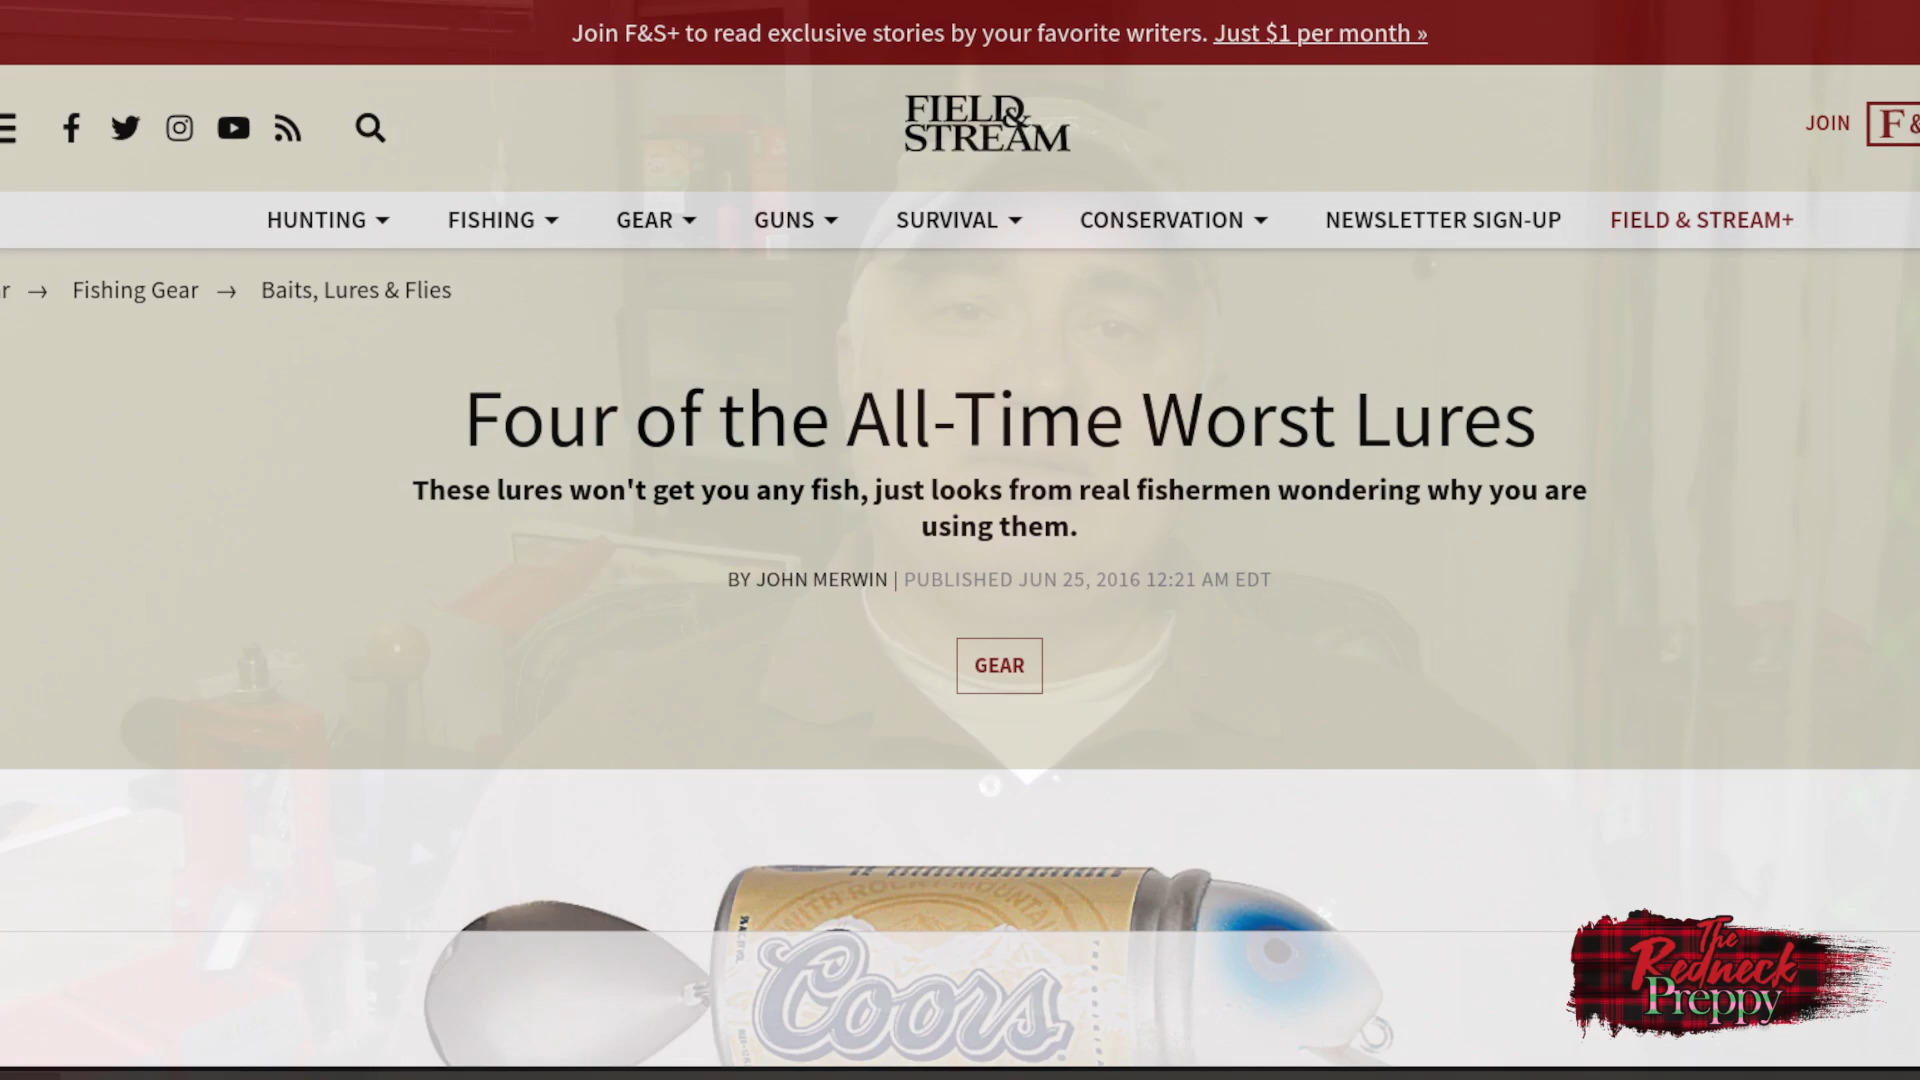 Join F&S+ to read exclusive stories by your favorite writers. Just $1 per month »
FIELD &
STREAM
JOIN F&
HUNTING FISHING GEAR GUNS SURVIVAL CONSERVATION NEWSLETTER SIGN-UP FIELD & STREAM+
r → Fishing Gear → Baits, Lures & Flies
Four of the All-Time Worst Lures
These lures won't get you any fish, just looks from real fishermen wondering why you are
using them.
BY JOHN MERWIN | PUBLISHED JUN 25, 2016 12:21 AM EDT
GEAR
WITH ROCKY MOUNTAIN
Coors
The
Redneck
Preppy